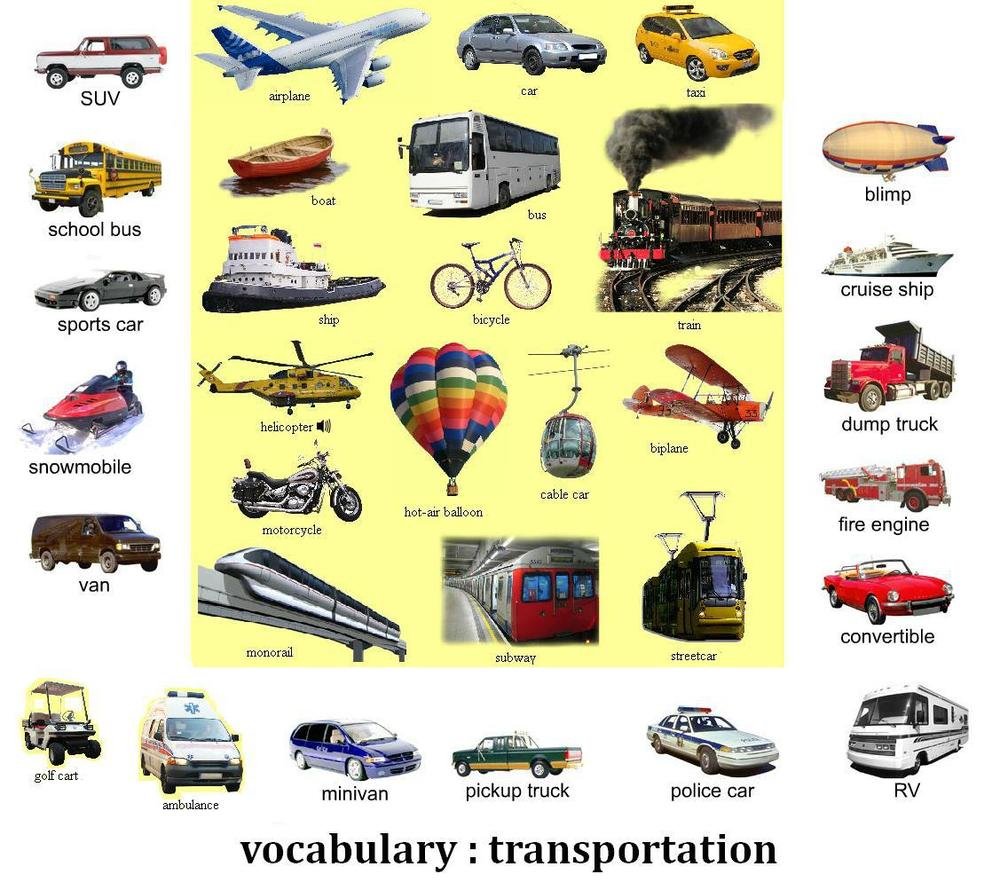 SUV
airplane
car
taxi
school bus
boat
bus
blimp
sports car
ship
bicycle
train
cruise ship
snowmobile
helicopter
hot-air balloon
cable car
biplane
dump truck
motorcycle
fire engine
van
monorail
subway
streetcar
convertible
golf cart
ambulance
minivan
pickup truck
police car
RV
vocabulary : transportation